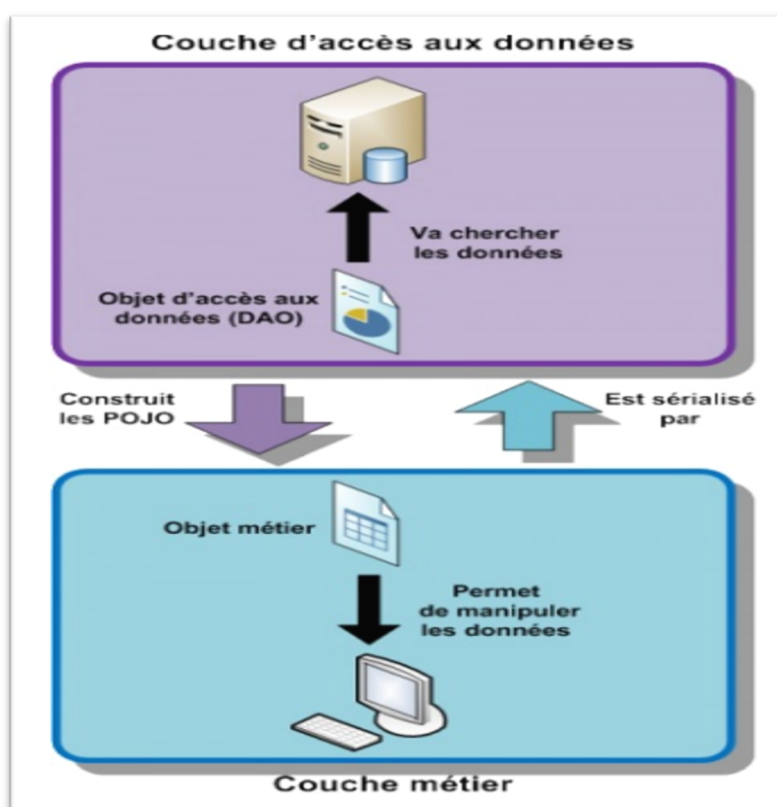 Couche d'accès aux données
Va chercher
les données
Objet d'accès aux
données (DAO)
Construit
les POJO
Est sérialisé
par
Objet métier
Permet
de manipuler
les données
Couche métier